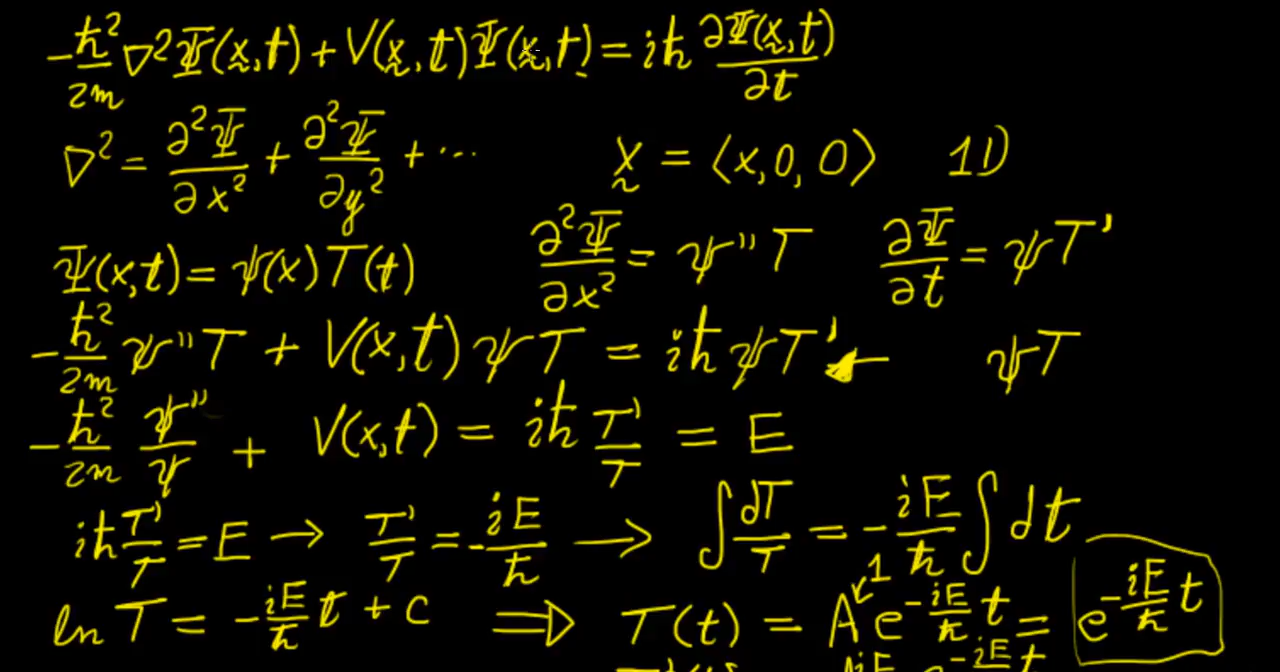 -ħ²/2m ∇²Ψ(x̰,t) + V(x̰,t)Ψ(x̰,t) = iħ ∂Ψ(x̰,t)/∂t
∇² = ∂²Ψ/∂x² + ∂²Ψ/∂y² + ⋯ x̰ = ⟨x,0,0⟩ 1D
Ψ(x,t) = ψ(x)T(t) ∂²Ψ/∂x² = ψ''T ∂Ψ/∂t = ψT'
-ħ²/2m ψ''T + V(x,t)ψT = iħψT' ← ψT
-ħ²/2m ψ''/ψ + V(x,t) = iħ T'/T = E
iħ T'/T = E → T'/T = -iE/ħ → ∫ dT/T = -iE/ħ ∫ dt
ln T = -iE/ħ t + C ⟹ T(t) = A↙1 e^(-iE/ħ t) = e^(-iE/ħ t)